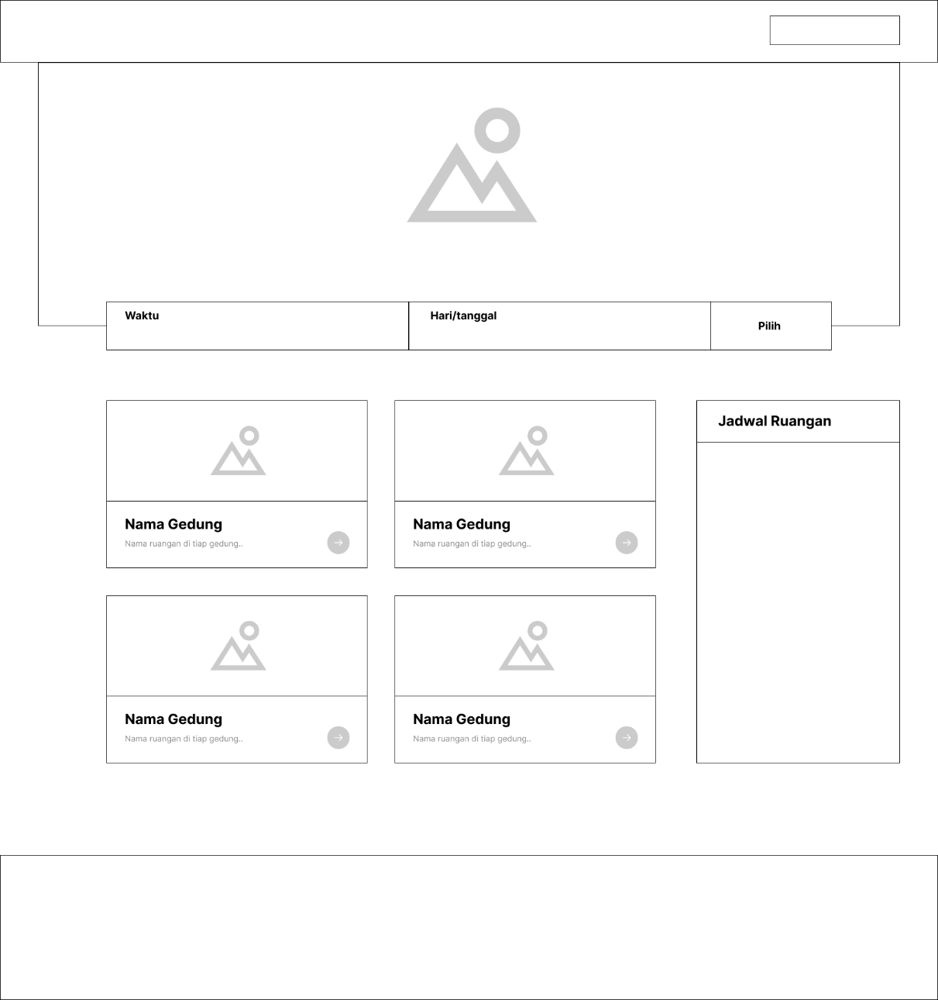 Waktu
Hari/tanggal
Pilih
Nama Gedung
Nama ruangan di tiap gedung..
Nama Gedung
Nama ruangan di tiap gedung..
Jadwal Ruangan
Nama Gedung
Nama ruangan di tiap gedung..
Nama Gedung
Nama ruangan di tiap gedung..